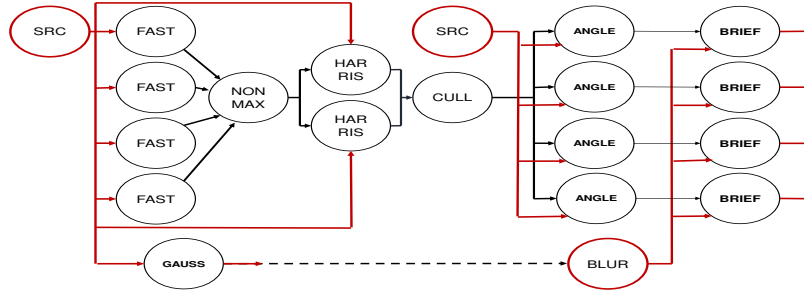 SRC
FAST
FAST
FAST
FAST
NON
MAX
HAR
RIS
HAR
RIS
CULL
SRC
ANGLE
ANGLE
ANGLE
ANGLE
BRIEF
BRIEF
BRIEF
BRIEF
GAUSS
BLUR